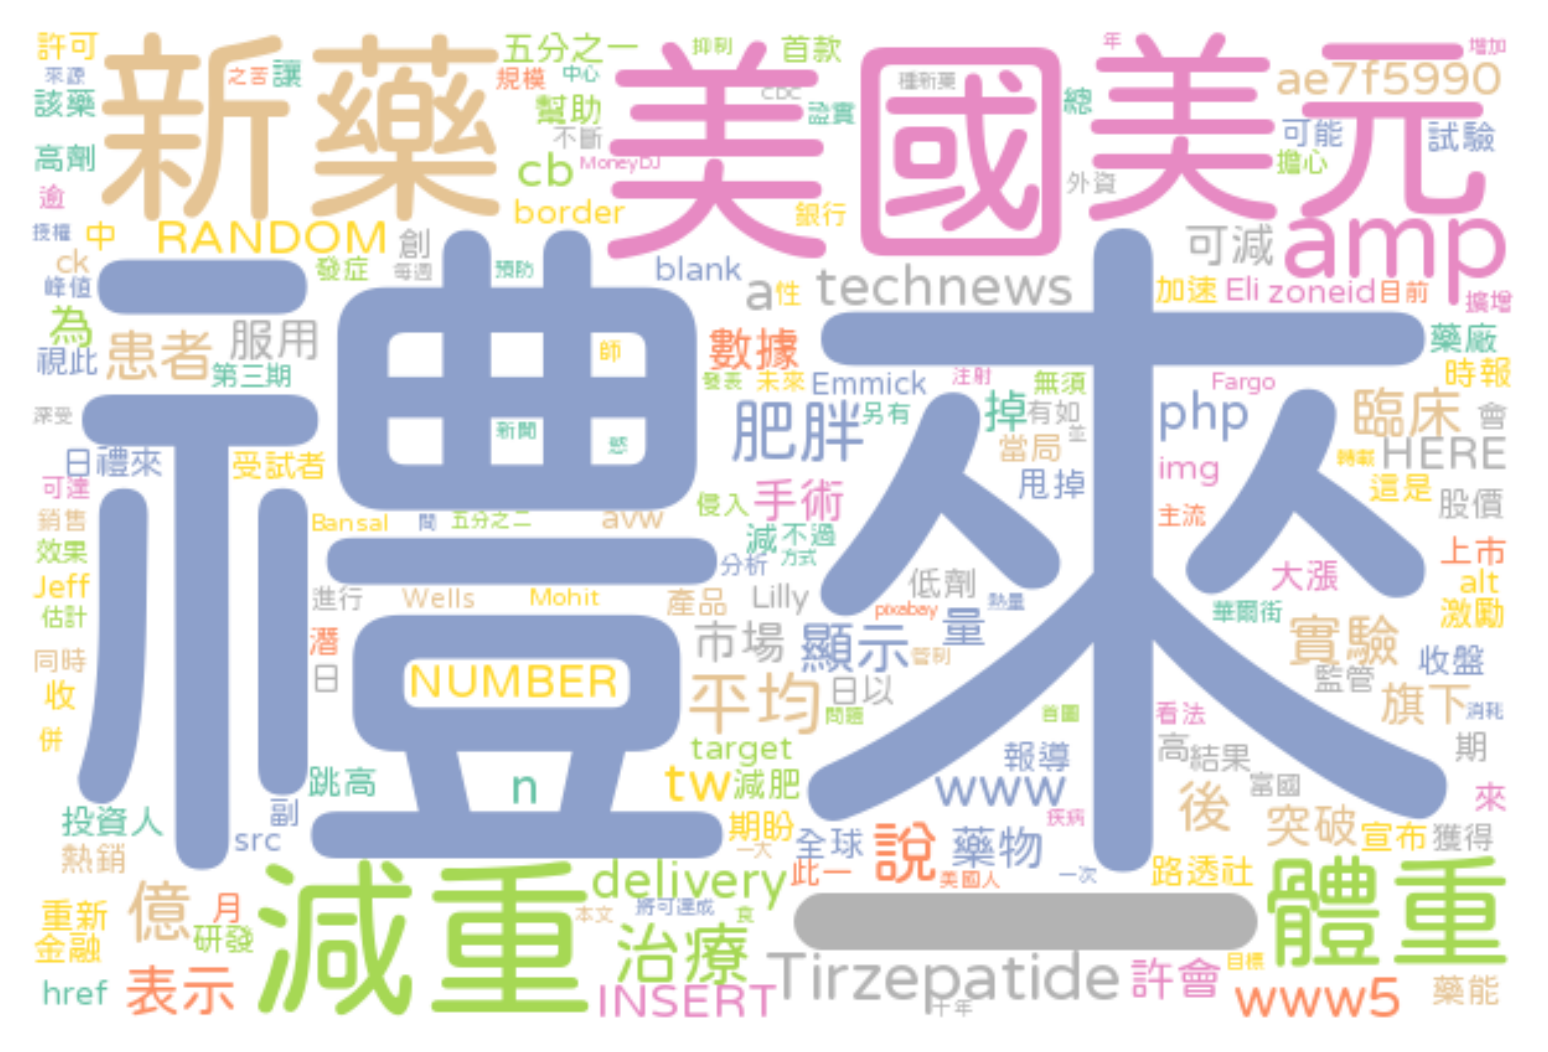 許可 新藥 五分之一 抑制 首款 美國 美元 年 增加
來源 之苦 讓 規模 中心 種新藥 ae7f5990
該藥 幫助 cbc 證實 總 可能 試驗
高劑 不斷 cb MoneyDJ 外資 擔心
逾 border 銀行
授權 中 RANDOM 創 可減 amp
ck 發症 每週 預防 blank a 性 technews 加速 Eli zoneid 目前 擴增
峰值 禮來
為 患者 服用 師 數據 藥廠
視此 第三期 發表 未來 Emmick 注射 無須 Fargo 時報
深受 新聞 慾 肥胖 另有 掉 有如 並 php 臨床 會
日禮來 受試者 當局 img 轉載 HERE
可達 侵入 手術 甩掉 這是 股價
銷售 Bansal 間 五分之二 avw 減 不過 主流
效果 分析 方式 大漲 上市
Jeff 進行 Wells Mohit 產品 Lilly 低劑 pixabay 熱量 alt
估計 潛 市場 顯示 量 華爾街 激勵
同時 日 NUMBER 管制 實驗 監管 收盤
收 平均 日以 問題 首圖 看法 旗下 消耗
併 target 報導 高 結果 期
跳高 n tw 減肥 www 富國 來
投資人 副 src 期盼 一大 全球 說 藥物 疾病 後 突破 宣布 獲得
熱銷 減重 delivery 此一 美國人 一次 路透社 體重
重新 億 月 本文 將可達成 食 一
金融 研發 治療 目標
href 表示 INSERT Tirzepatide 十年 許會 www5 藥能